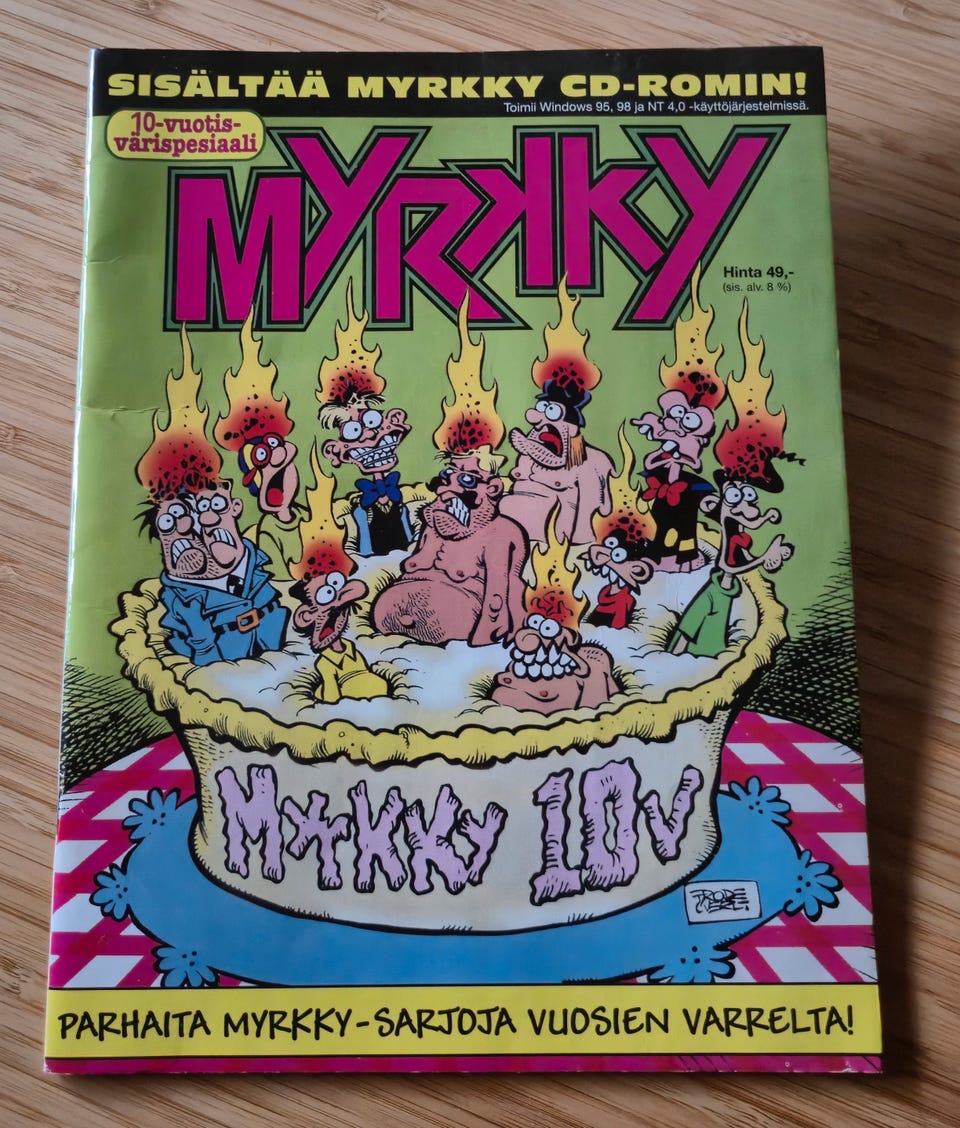 SISÄLTÄÄ MYRKKY CD-ROMIN!
Toimii Windows 95, 98 ja NT 4,0 -käyttöjärjestelmissä.
10-vuotis-
värispesiaali
MYRKKY
Hinta 49,-
(sis. alv. 8 %)
MYRKKY 10V
PARHAITA MYRKKY-SARJOJA VUOSIEN VARRELTA!